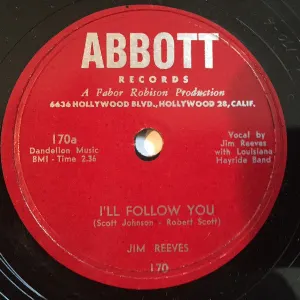 ABBOTT
RECORDS
A Fabor Robison Production
6636 HOLLYWOOD BLVD., HOLLYWOOD 28, CALIF.
170a
Dandelion Music
BMI - Time 2.36
Vocal by
Jim Reeves
with Louisiana
Hayride Band
I'LL FOLLOW YOU
(Scott Johnson - Robert Scott)
JIM REEVES
170